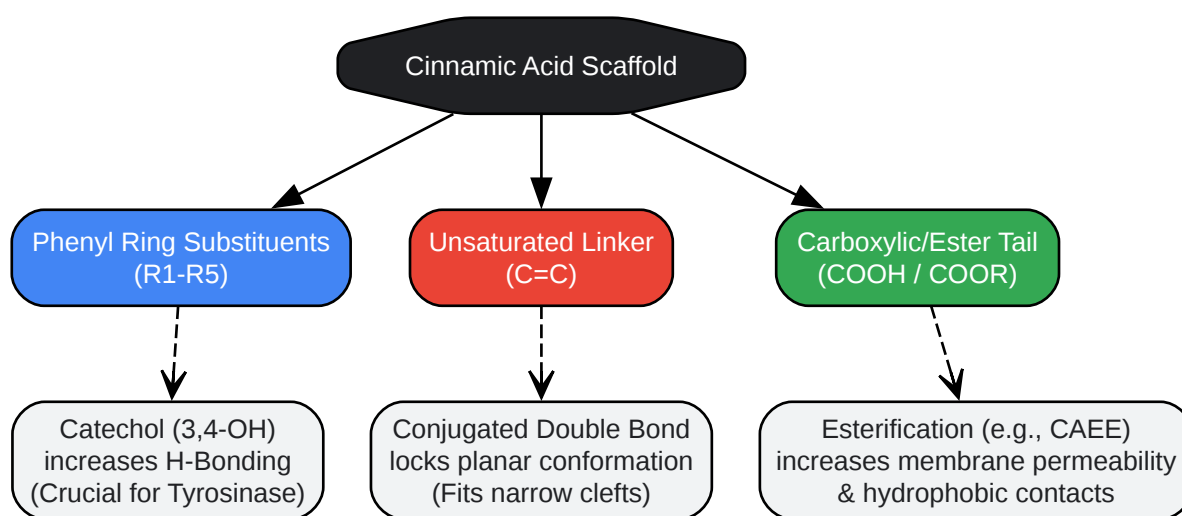 Cinnamic Acid Scaffold
Phenyl Ring Substituents
(R1-R5)
Unsaturated Linker
(C=C)
Carboxylic/Ester Tail
(COOH / COOR)
Catechol (3,4-OH)
increases H-Bonding
(Crucial for Tyrosinase)
Conjugated Double Bond
locks planar conformation
(Fits narrow clefts)
Esterification (e.g., CAEE)
increases membrane permeability
& hydrophobic contacts